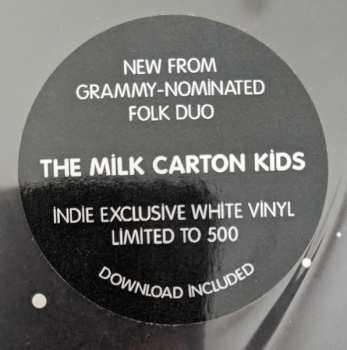 NEW FROM
GRAMMY-NOMINATED
FOLK DUO
THE MILK CARTON KIDS
INDIE EXCLUSIVE WHITE VINYL
LIMITED TO 500
DOWNLOAD INCLUDED